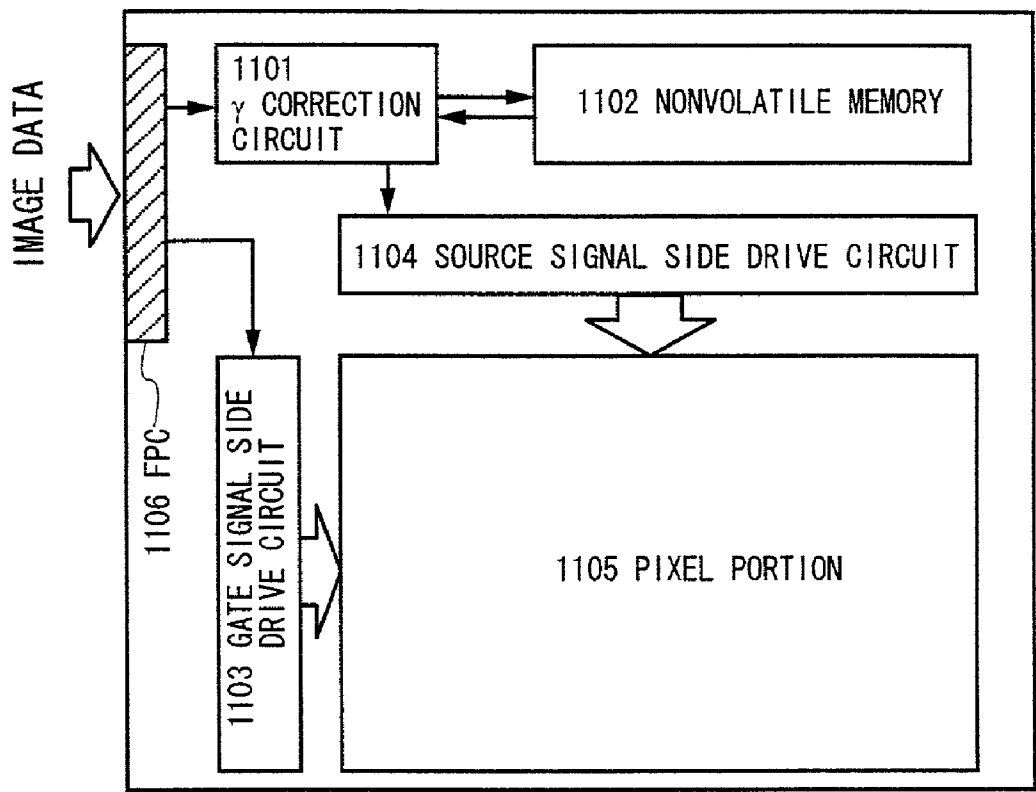 IMAGE DATA
1101
γ CORRECTION
CIRCUIT
1102 NONVOLATILE MEMORY
1104 SOURCE SIGNAL SIDE DRIVE CIRCUIT
1106 FPC
1103 GATE SIGNAL SIDE
DRIVE CIRCUIT
1105 PIXEL PORTION